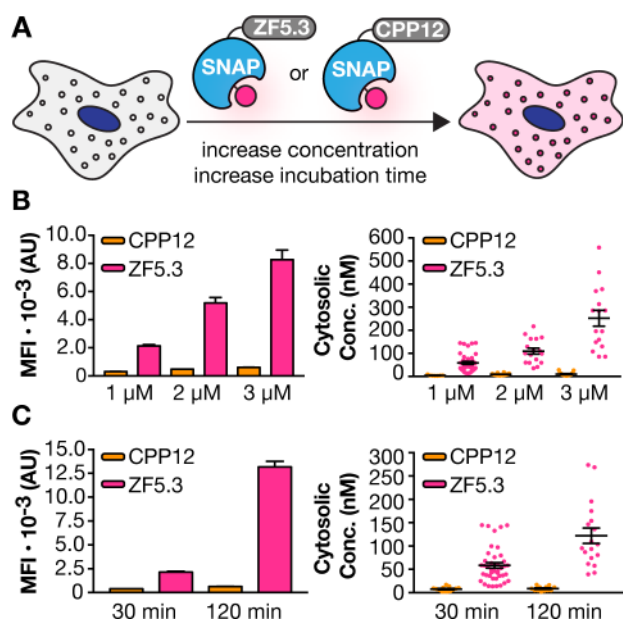 A
ZF5.3
CPP12
SNAP
or
SNAP
increase concentration
increase incubation time
B
MFI · 10⁻³ (AU)
10.0
8.0
6.0
4.0
2.0
0
CPP12
ZF5.3
1 µM
2 µM
3 µM
Cytosolic
Conc. (nM)
600
500
400
300
200
100
0
CPP12
ZF5.3
1 µM
2 µM
3 µM
C
MFI · 10⁻³ (AU)
15.0
12.5
10.0
7.5
5.0
2.5
0
CPP12
ZF5.3
30 min
120 min
Cytosolic Conc.
(nM)
300
250
200
150
100
50
0
CPP12
ZF5.3
30 min
120 min